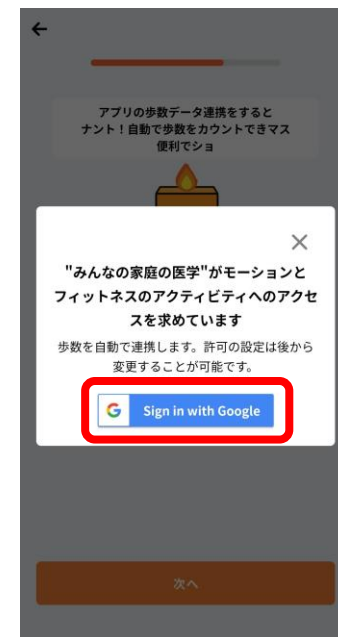 アプリの歩数データ連携をすると
ナント！自動で歩数をカウントできマス
便利でショ
"みんなの家庭の医学"がモーションと
フィットネスのアクティビティへのアクセ
スを求めています
歩数を自動で連携します。許可の設定は後から
変更することが可能です。
Sign in with Google
次へ